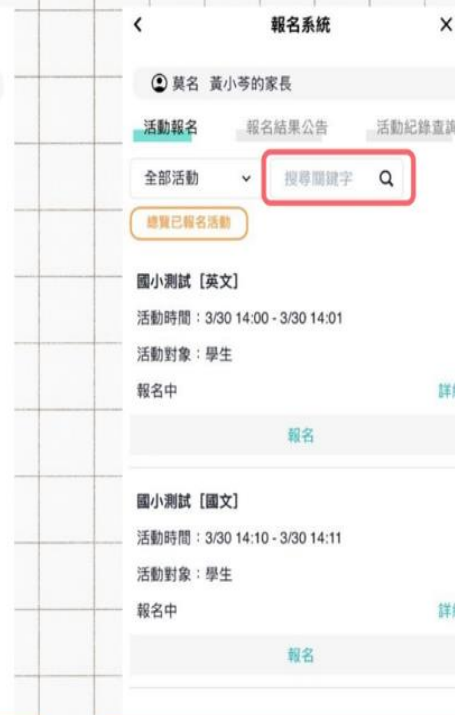 報名系統
莫名 黃小苓的家長
活動報名 報名結果公告 活動紀錄查詢
全部活動 搜尋關鍵字
總覽已報名活動
國小測試［英文］
活動時間：3/30 14:00 - 3/30 14:01
活動對象：學生
報名中 詳
報名
國小測試［國文］
活動時間：3/30 14:10 - 3/30 14:11
活動對象：學生
報名中 詳
報名